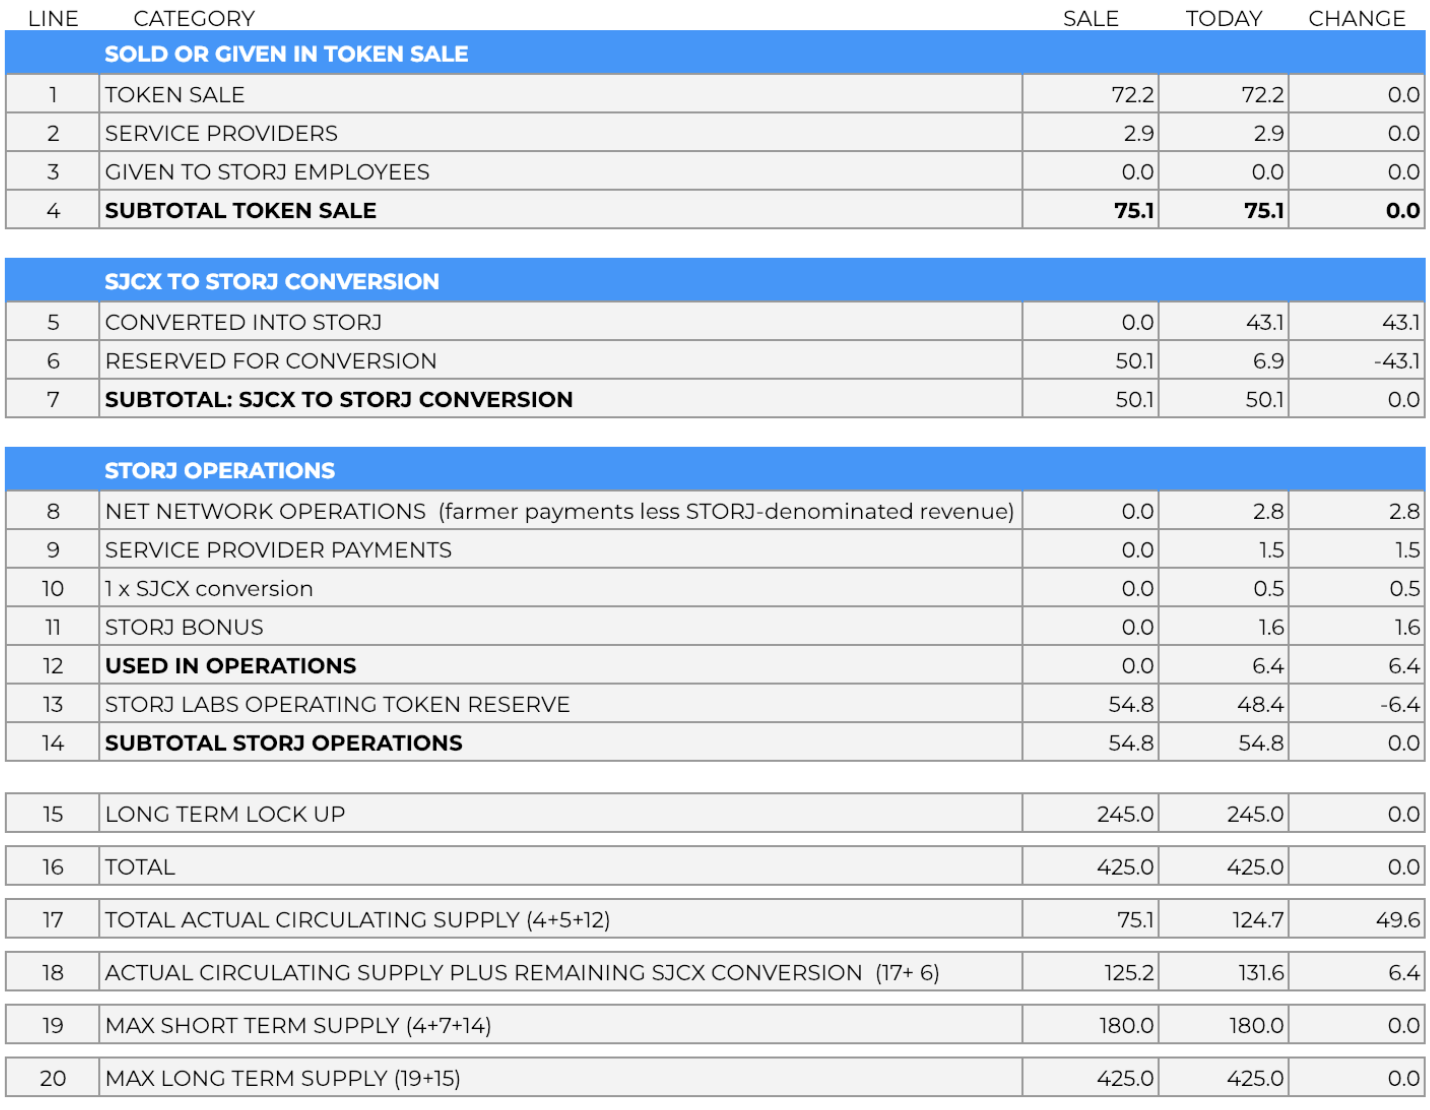 LINE CATEGORY SALE TODAY CHANGE
SOLD OR GIVEN IN TOKEN SALE
1 TOKEN SALE 72.2 72.2 0.0
2 SERVICE PROVIDERS 2.9 2.9 0.0
3 GIVEN TO STORJ EMPLOYEES 0.0 0.0 0.0
4 SUBTOTAL TOKEN SALE 75.1 75.1 0.0
SJCX TO STORJ CONVERSION
5 CONVERTED INTO STORJ 0.0 43.1 43.1
6 RESERVED FOR CONVERSION 50.1 6.9 -43.1
7 SUBTOTAL: SJCX TO STORJ CONVERSION 50.1 50.1 0.0
STORJ OPERATIONS
8 NET NETWORK OPERATIONS (farmer payments less STORJ-denominated revenue) 0.0 2.8 2.8
9 SERVICE PROVIDER PAYMENTS 0.0 1.5 1.5
10 1 x SJCX conversion 0.0 0.5 0.5
11 STORJ BONUS 0.0 1.6 1.6
12 USED IN OPERATIONS 0.0 6.4 6.4
13 STORJ LABS OPERATING TOKEN RESERVE 54.8 48.4 -6.4
14 SUBTOTAL STORJ OPERATIONS 54.8 54.8 0.0
15 LONG TERM LOCK UP 245.0 245.0 0.0
16 TOTAL 425.0 425.0 0.0
17 TOTAL ACTUAL CIRCULATING SUPPLY (4+5+12) 75.1 124.7 49.6
18 ACTUAL CIRCULATING SUPPLY PLUS REMAINING SJCX CONVERSION (17+ 6) 125.2 131.6 6.4
19 MAX SHORT TERM SUPPLY (4+7+14) 180.0 180.0 0.0
20 MAX LONG TERM SUPPLY (19+15) 425.0 425.0 0.0